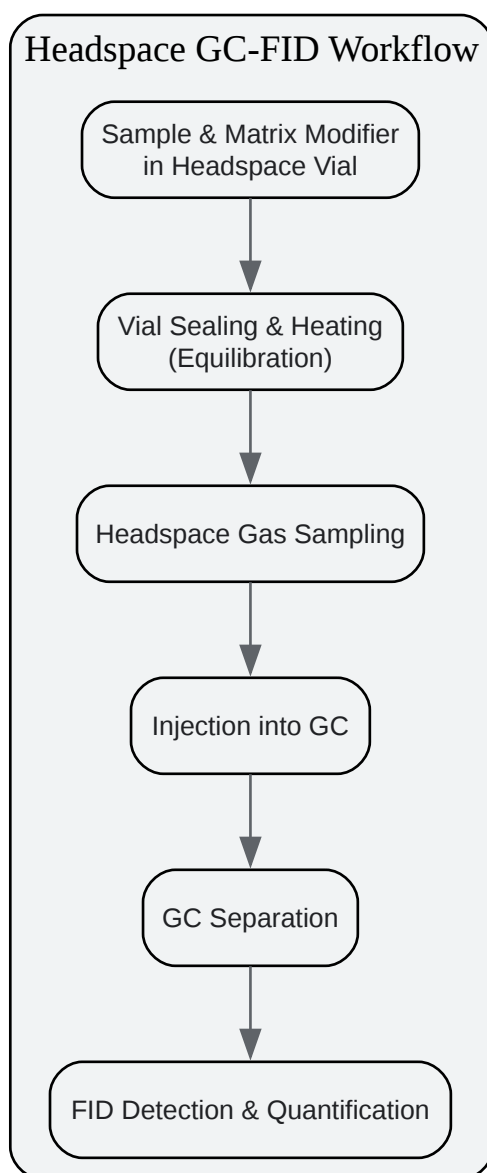 Headspace GC-FID Workflow
Sample & Matrix Modifier
in Headspace Vial
Vial Sealing & Heating
(Equilibration)
Headspace Gas Sampling
Injection into GC
GC Separation
FID Detection & Quantification